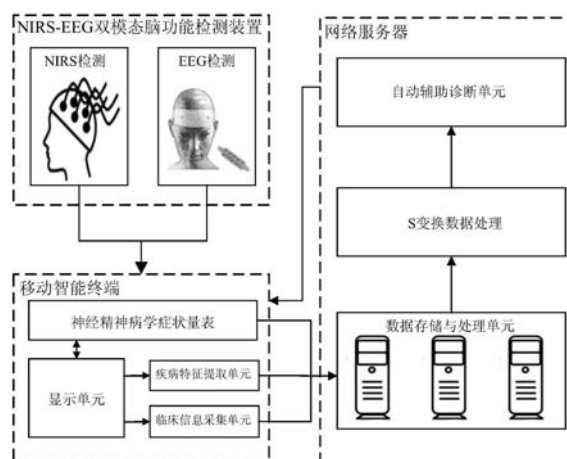 NIRS-EEG双模态脑功能检测装置
NIRS检测
EEG检测
移动智能终端
神经精神病学症状量表
显示单元
疾病特征提取单元
临床信息采集单元
网络服务器
自动辅助诊断单元
S变换数据处理
数据存储与处理单元